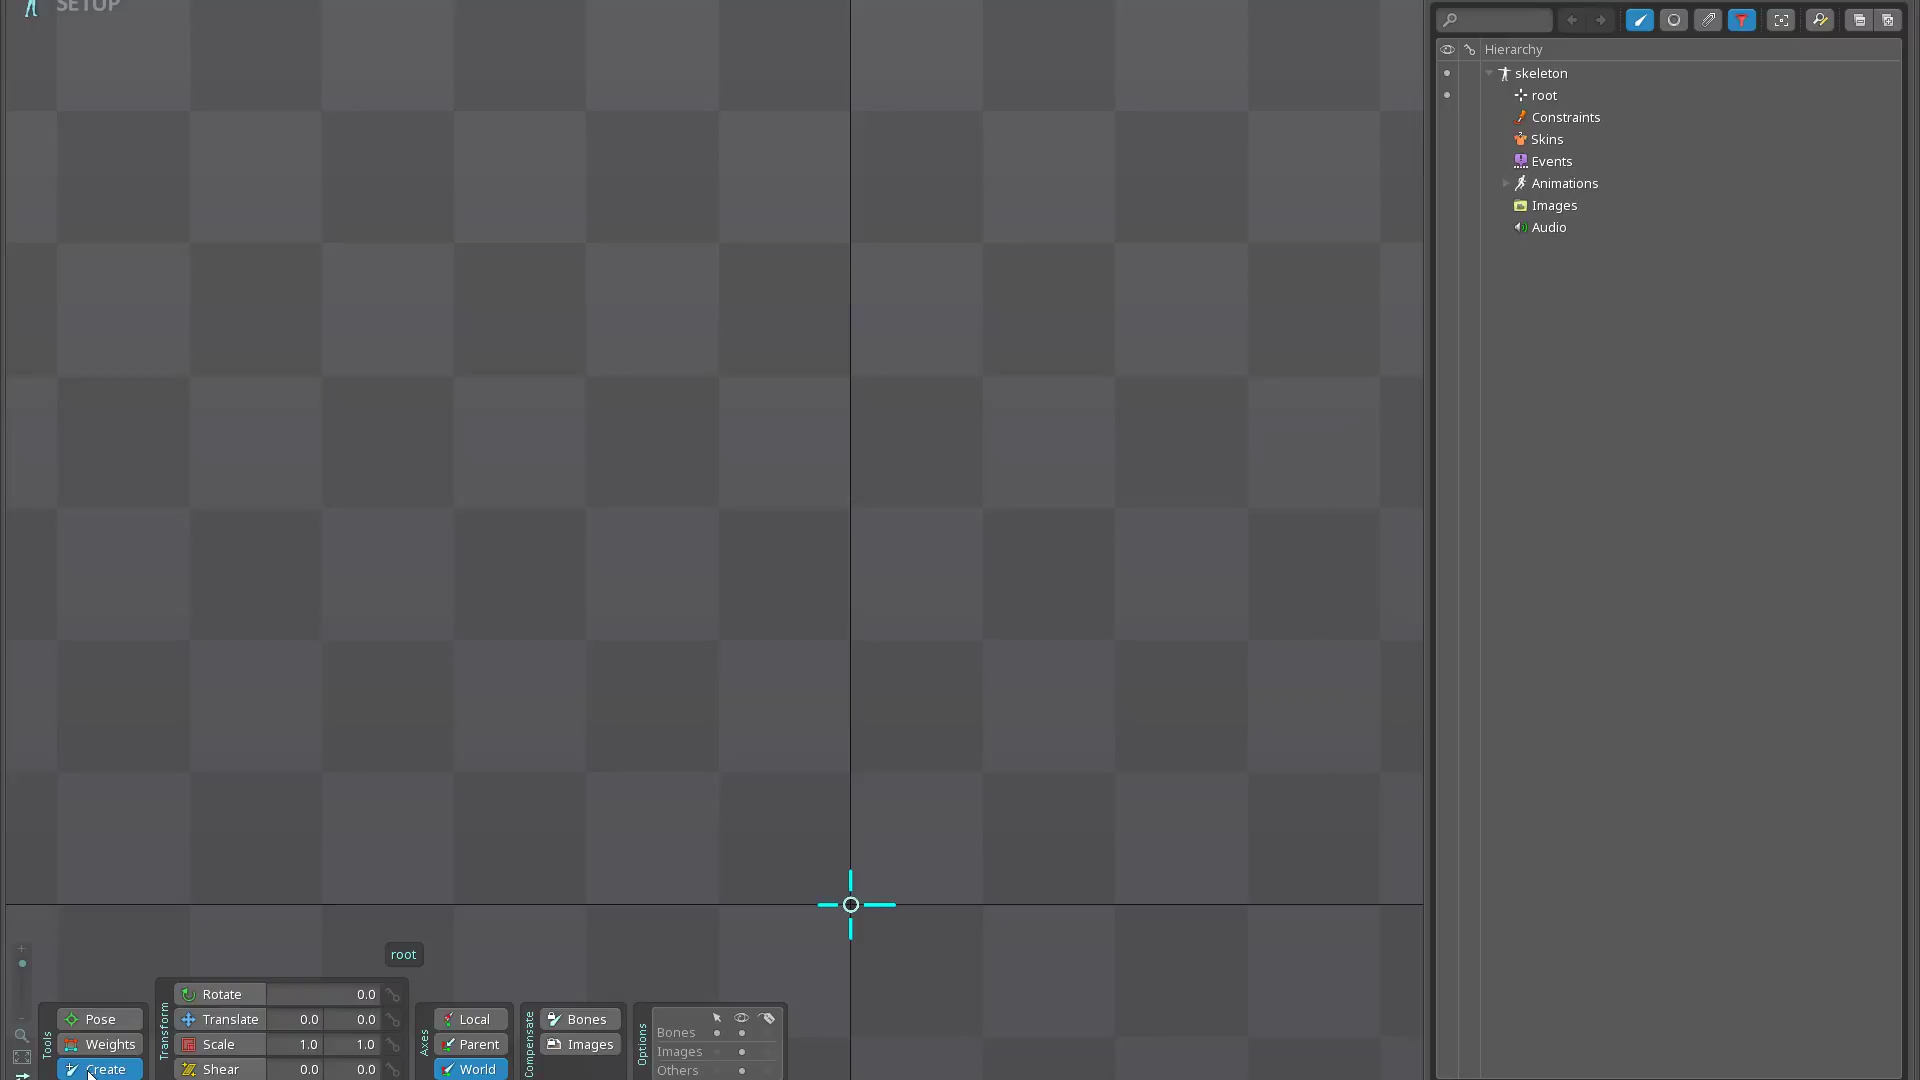 SETUP
Hierarchy
skeleton
root
Constraints
Skins
Events
Animations
Images
Audio
root
Tools
Pose
Weights
Create
Transform
Rotate 0.0
Translate 0.0 0.0
Scale 1.0 1.0
Shear 0.0 0.0
Axes
Local
Parent
World
Compensate
Bones
Images
Options
Bones
Images
Others